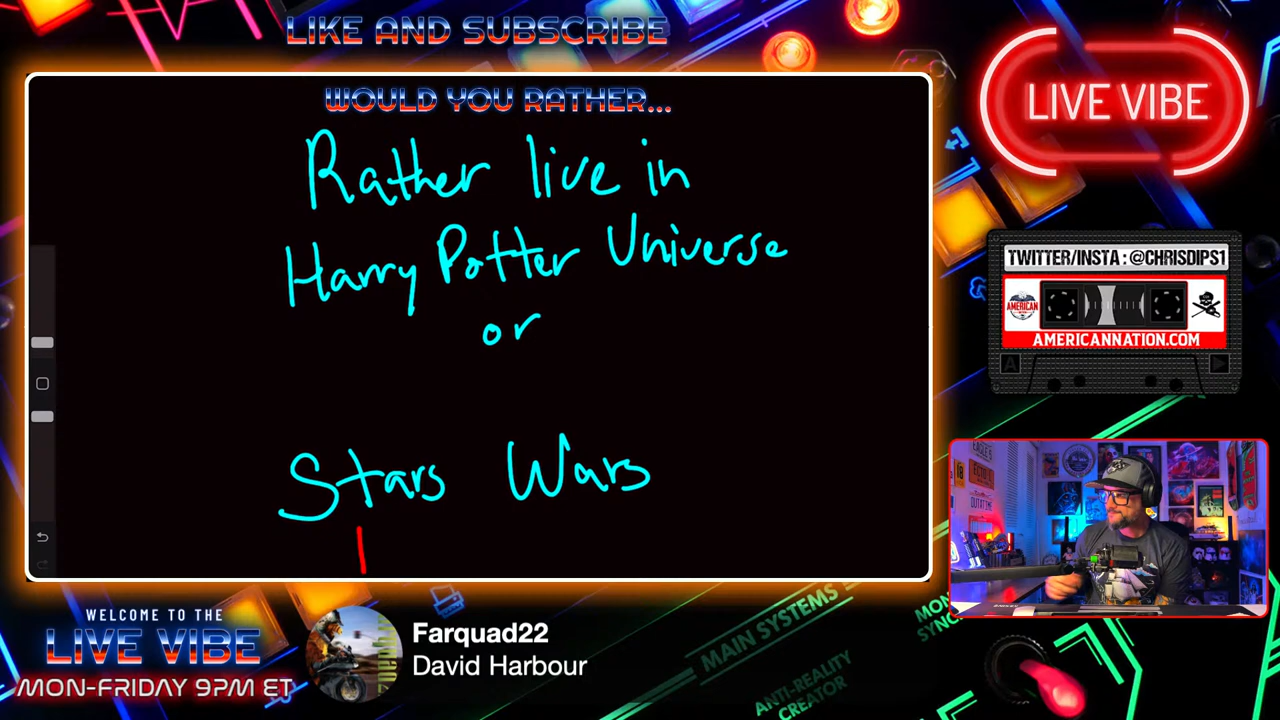 LIKE AND SUBSCRIBE
LIVE VIBE
WOULD YOU RATHER...
Rather live in
Harry Potter Universe
or
Stars Wars
TWITTER/INSTA : @CHRISDIPS1
AMERICAN
AMERICANNATION.COM
A
WELCOME TO THE
LIVE VIBE
MON-FRIDAY 9PM ET
Farquad22
David Harbour
MAIN SYSTEMS
ANTI-REALITY
CREATOR